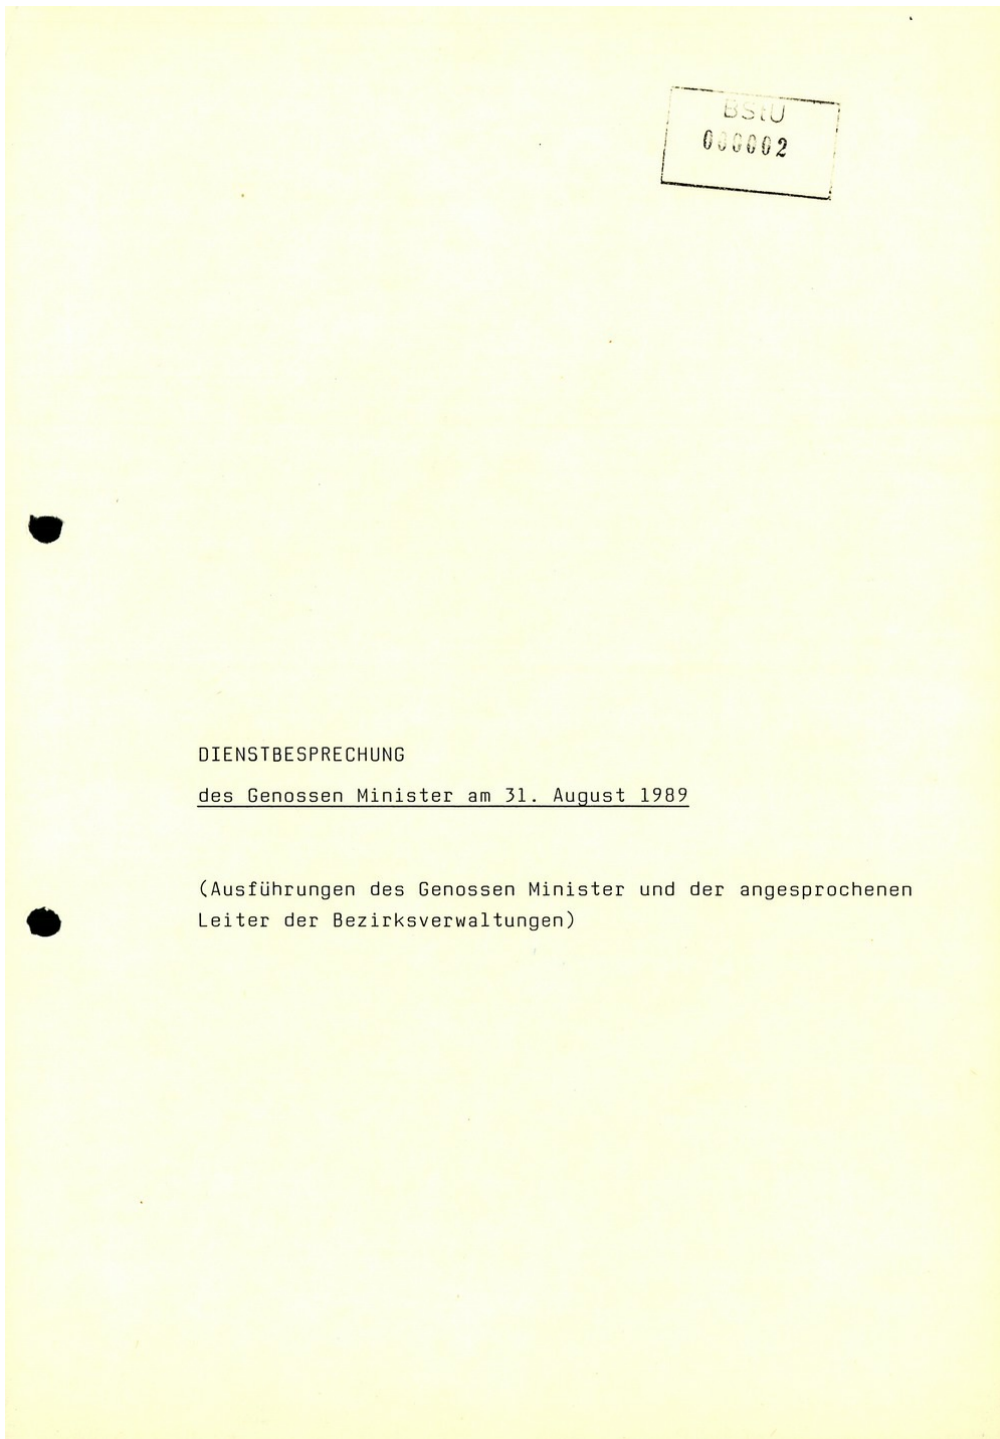 BStU
000002
DIENSTBESPRECHUNG
des Genossen Minister am 31. August 1989
(Ausführungen des Genossen Minister und der angesprochenen
Leiter der Bezirksverwaltungen)